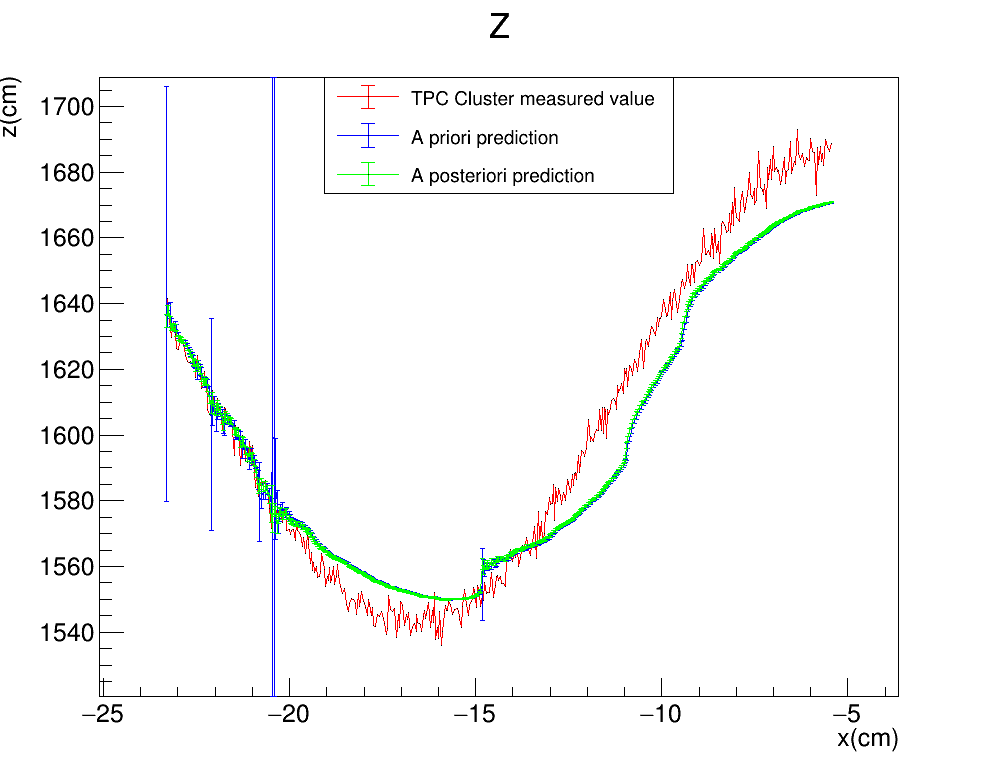 Z
z(cm)
TPC Cluster measured value
A priori prediction
A posteriori prediction
1700
1680
1660
1640
1620
1600
1580
1560
1540
−25
−20
−15
−10
−5
x(cm)